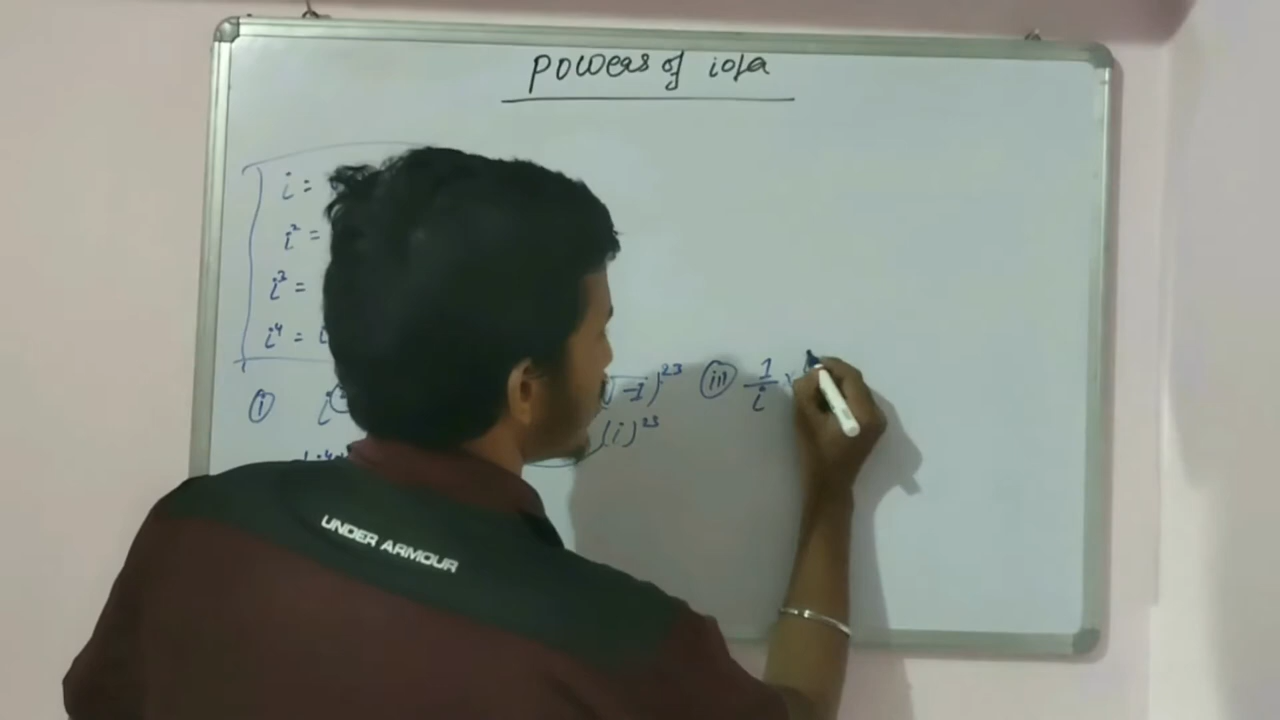 Powers of iota
i =
i² =
i³ =
i⁴ =
(i) i
-1)²³
(i)²³
(iii) 1/i ×
UNDER ARMOUR